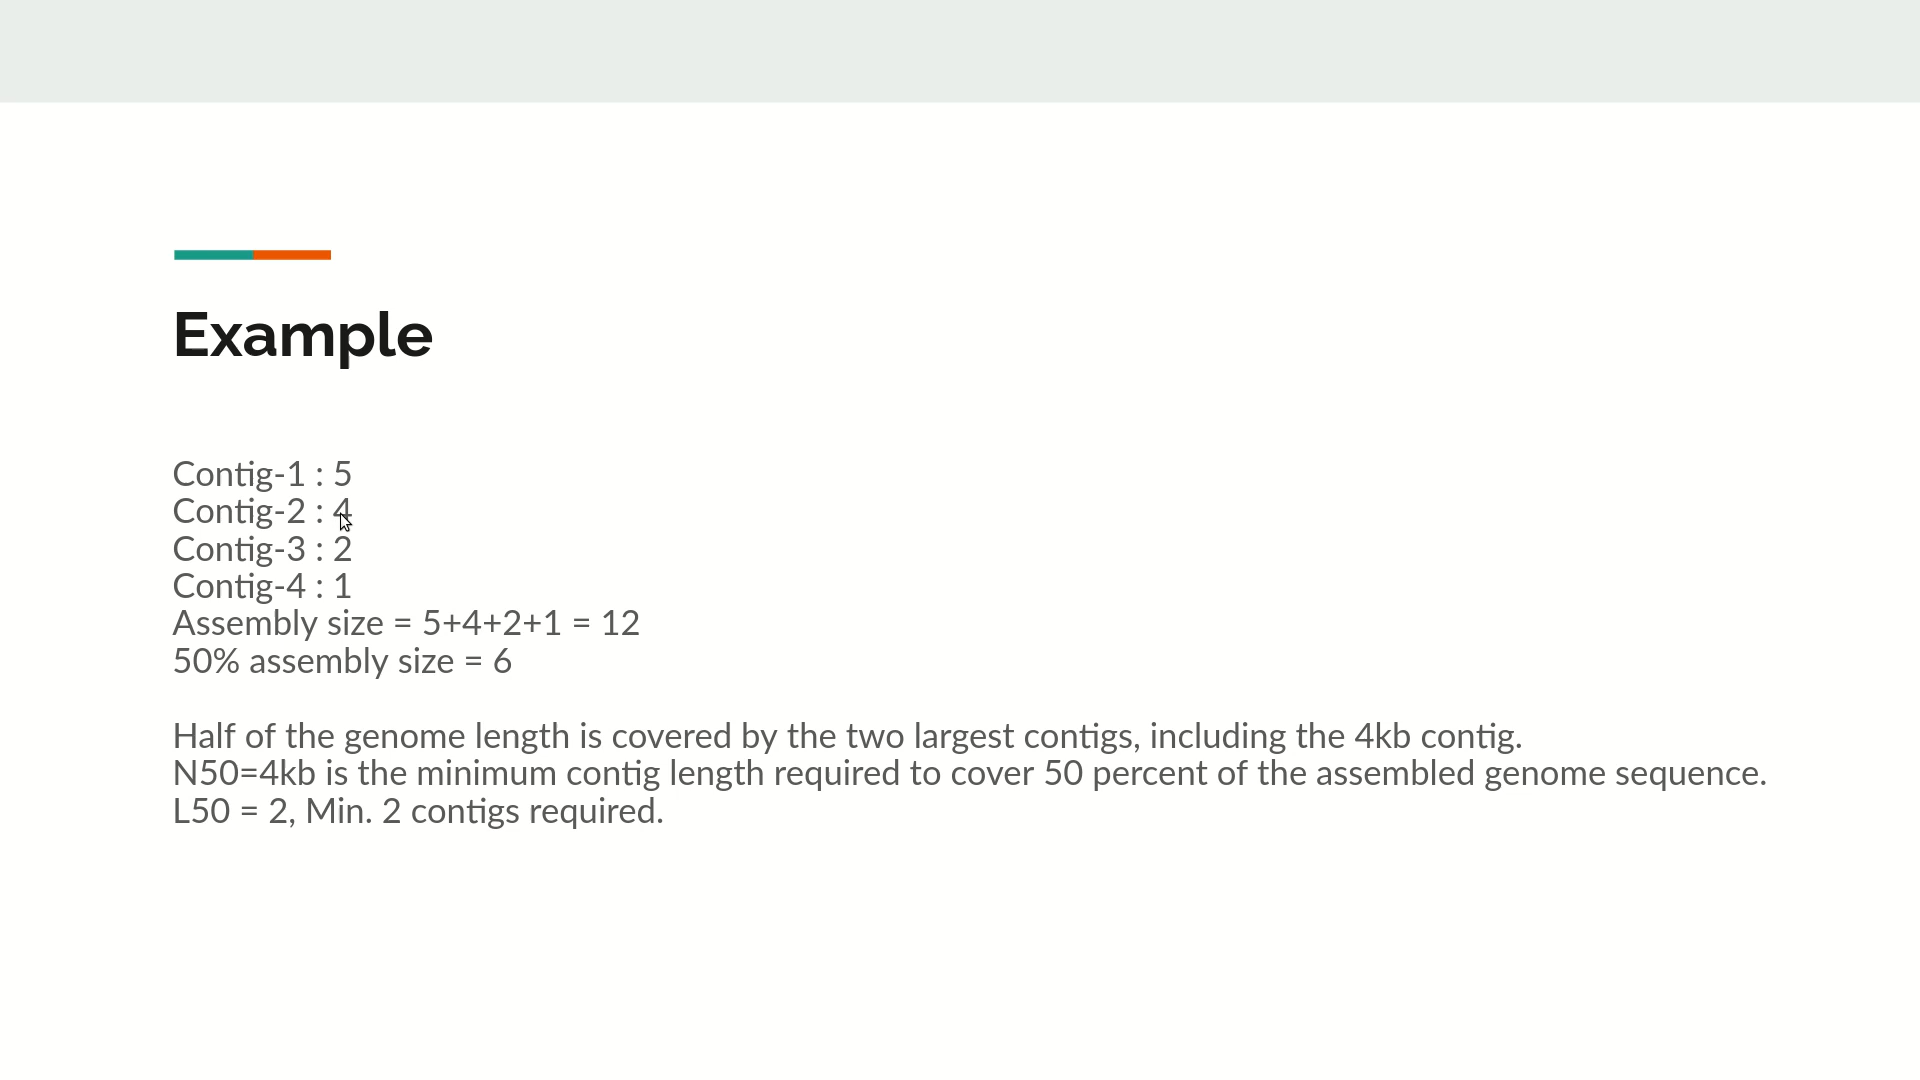 Example
Contig-1 : 5
Contig-2 : 4
Contig-3 : 2
Contig-4 : 1
Assembly size = 5+4+2+1 = 12
50% assembly size = 6
Half of the genome length is covered by the two largest contigs, including the 4kb contig.
N50=4kb is the minimum contig length required to cover 50 percent of the assembled genome sequence.
L50 = 2, Min. 2 contigs required.